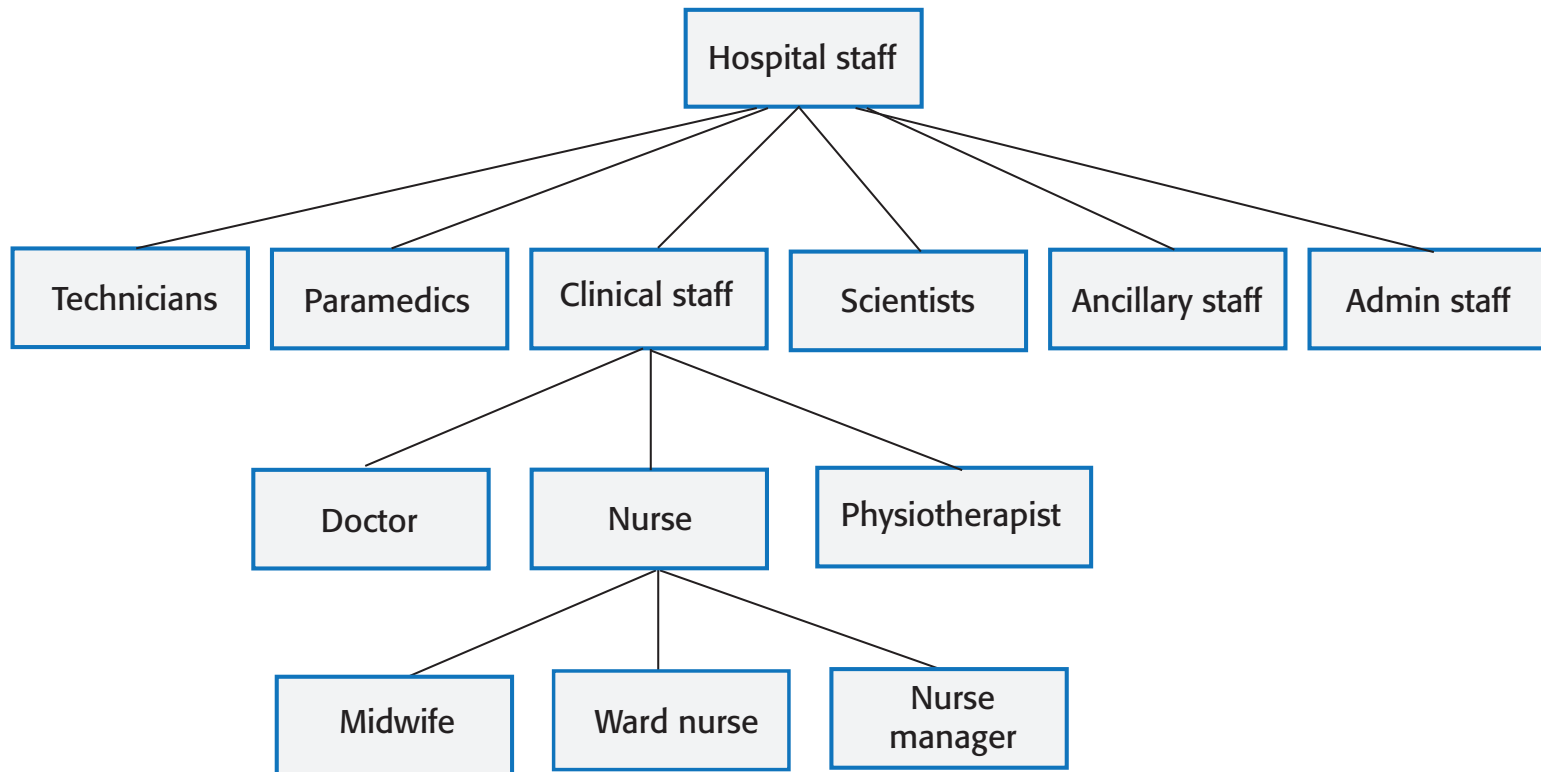 Hospital staff
Technicians
Paramedics
Clinical staff
Scientists
Ancillary staff
Admin staff
Doctor
Nurse
Physiotherapist
Midwife
Ward nurse
Nurse
manager